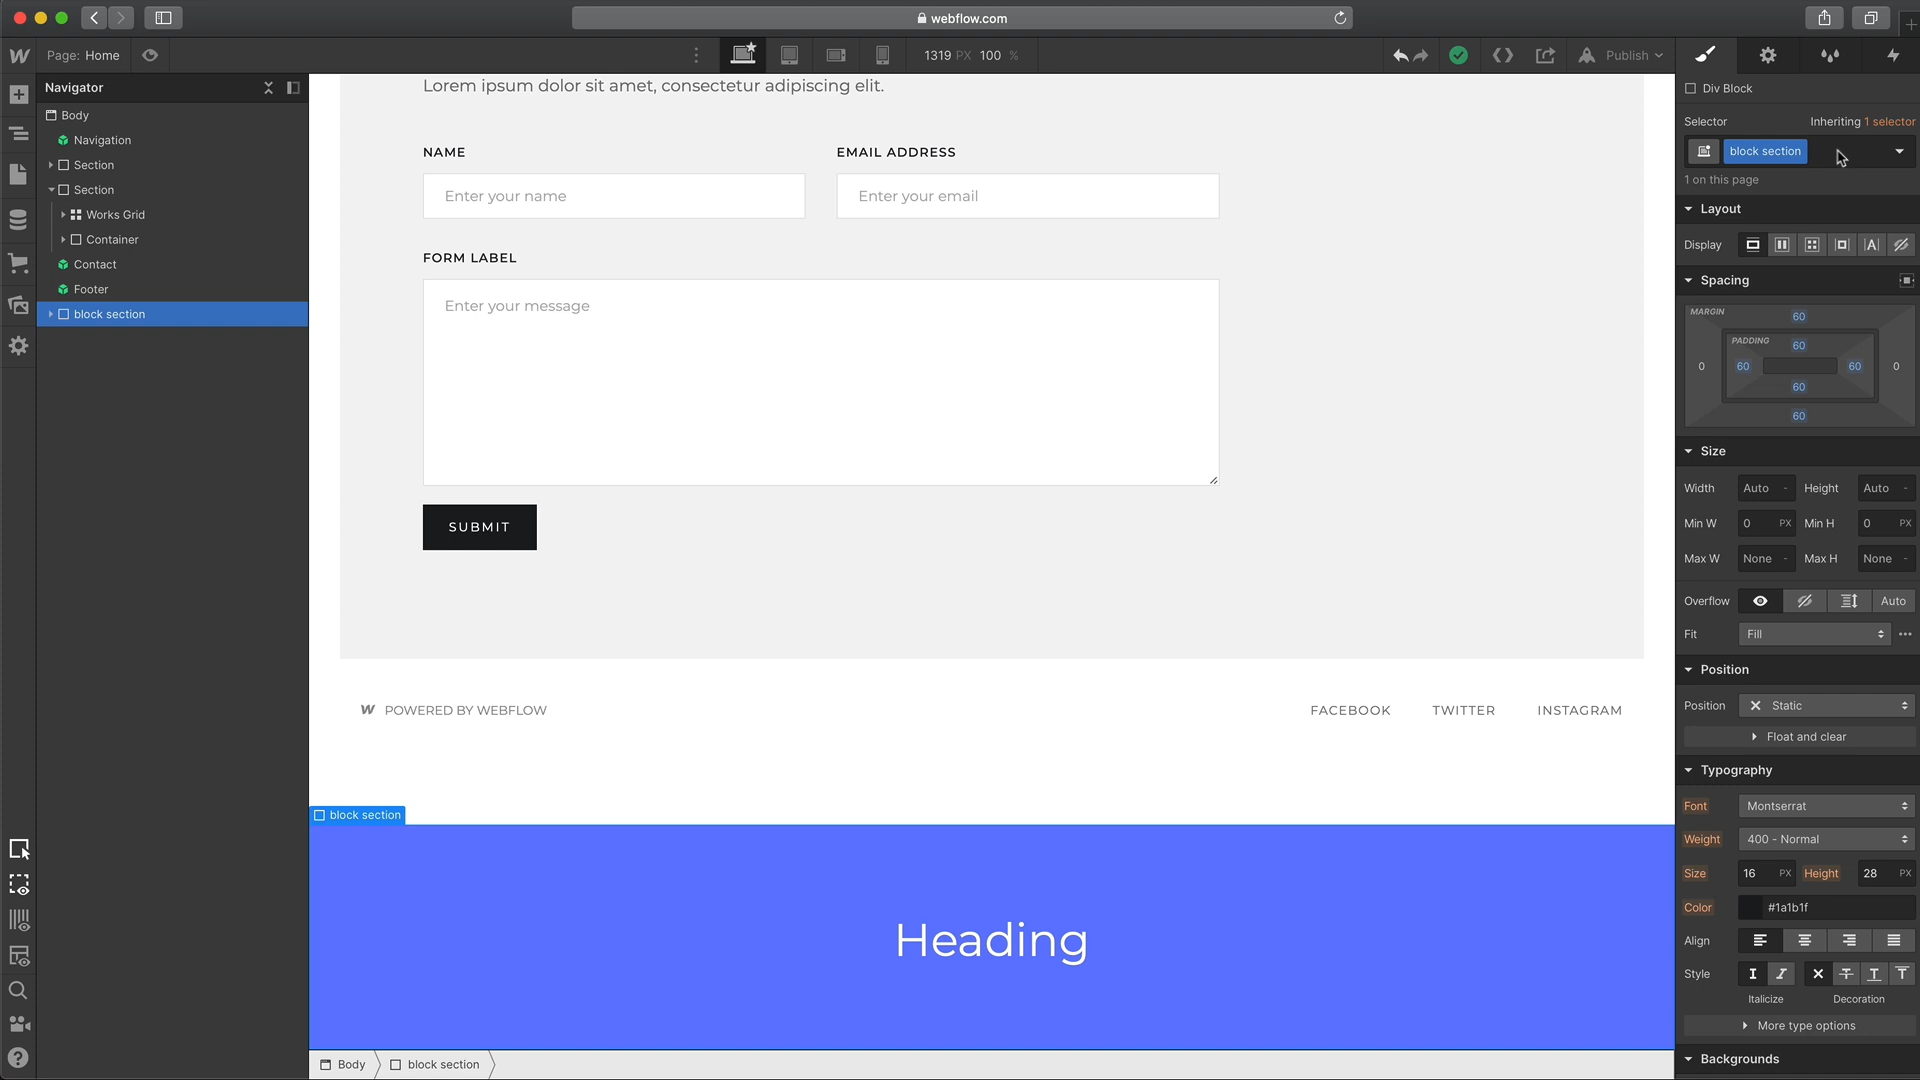 webflow.com
Page: Home
1319 PX 100 %
Publish
Navigator
Body
Navigation
Section
Section
Works Grid
Container
Contact
Footer
block section
Lorem ipsum dolor sit amet, consectetur adipiscing elit.
NAME
EMAIL ADDRESS
Enter your name
Enter your email
FORM LABEL
Enter your message
SUBMIT
POWERED BY WEBFLOW
FACEBOOK
TWITTER
INSTAGRAM
block section
Heading
Body
block section
Div Block
Selector
Inheriting 1 selector
block section
1 on this page
Layout
Display
Spacing
MARGIN
60
PADDING
60
0 60 60 0
60
60
Size
Width Auto - Height Auto -
Min W 0 PX Min H 0 PX
Max W None - Max H None -
Overflow Auto
Fit Fill
Position
Position Static
Float and clear
Typography
Font Montserrat
Weight 400 - Normal
Size 16 PX Height 28 PX
Color #1a1b1f
Align
Style
Italicize Decoration
More type options
Backgrounds